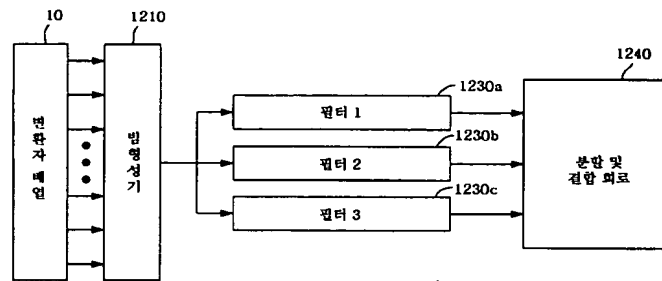 10
1210
1240
변환자 배열
빔형성기
1230a
필터 1
1230b
필터 2
1230c
필터 3
분할 및
결합 회로